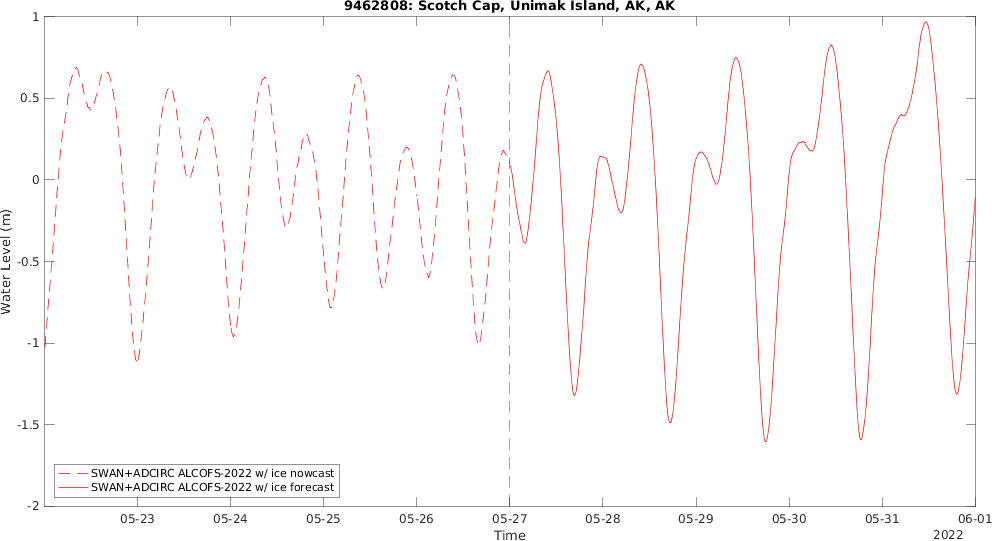 9462808: Scotch Cap, Unimak Island, AK, AK
1
0.5
0
-0.5
-1
-1.5
-2
Water Level (m)
SWAN+ADCIRC ALCOFS-2022 w/ ice nowcast
SWAN+ADCIRC ALCOFS-2022 w/ ice forecast
05-23 05-24 05-25 05-26 05-27 05-28 05-29 05-30 05-31 06-01
Time
2022